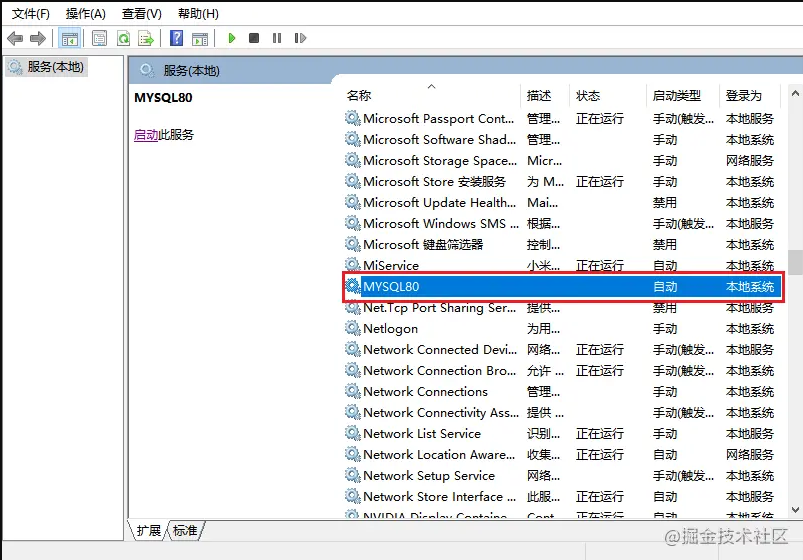 文件(F) 操作(A) 查看(V) 帮助(H)
服务(本地)
服务(本地)
MYSQL80
启动此服务
名称 描述 状态 启动类型 登录为
Microsoft Passport Cont... 管理... 正在运行 手动(触发... 本地服务
Microsoft Software Shad... 管理... 手动 本地系统
Microsoft Storage Space... Micr... 手动 网络服务
Microsoft Store 安装服务 为 M... 正在运行 手动 本地系统
Microsoft Update Health... Mai... 禁用 本地系统
Microsoft Windows SMS ... 根据... 手动(触发... 本地服务
Microsoft 键盘筛选器 控制... 禁用 本地系统
MiService 小米... 正在运行 自动 本地系统
MYSQL80 自动 本地系统
Net.Tcp Port Sharing Ser... 提供... 禁用 本地服务
Netlogon 为用... 手动 本地系统
Network Connected Devi... 网络... 正在运行 手动(触发... 本地服务
Network Connection Bro... 允许 ... 正在运行 手动(触发... 本地系统
Network Connections 管理... 手动 本地系统
Network Connectivity Ass... 提供 ... 手动(触发... 本地系统
Network List Service 识别... 正在运行 手动 本地服务
Network Location Aware... 收集... 正在运行 自动 网络服务
Network Setup Service 网络... 手动(触发... 本地系统
Network Store Interface ... 此服... 正在运行 自动 本地服务
NVIDIA Display Containe... Cont... 正在运行 自动 本地系统
扩展 标准
@掘金技术社区